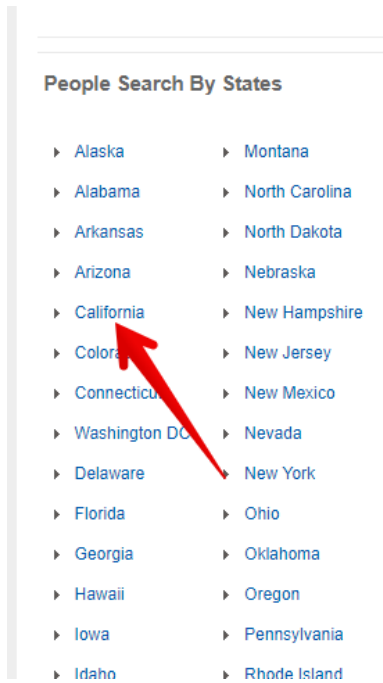 People Search By States
Alaska
Alabama
Arkansas
Arizona
California
Connecticut
Washington DC
Delaware
Florida
Georgia
Hawaii
Iowa
Idaho
Montana
North Carolina
North Dakota
Nebraska
New Hampshire
New Jersey
New Mexico
Nevada
New York
Ohio
Oklahoma
Oregon
Pennsylvania
Rhode Island